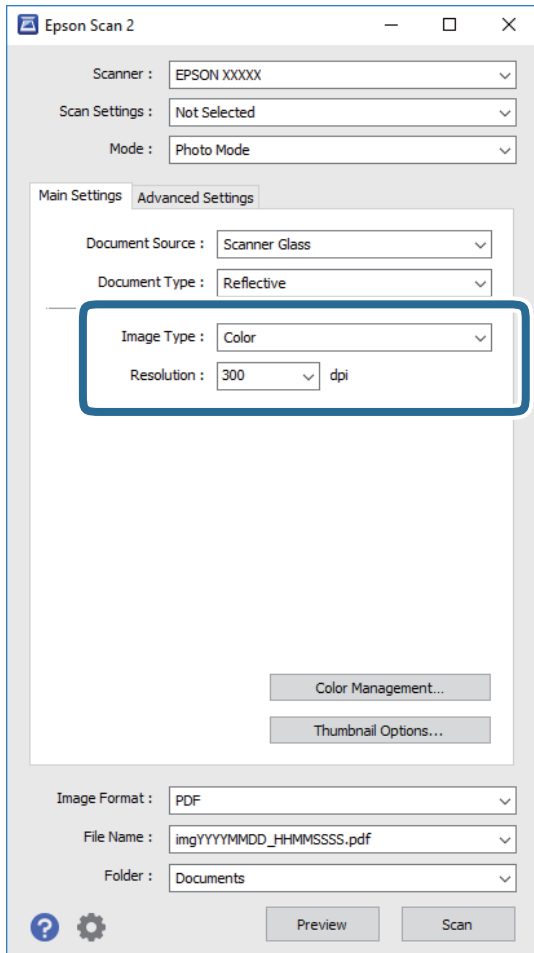 Epson Scan 2
Scanner : EPSON XXXXX
Scan Settings : Not Selected
Mode : Photo Mode
Main Settings Advanced Settings
Document Source : Scanner Glass
Document Type : Reflective
Image Type : Color
Resolution : 300 dpi
Color Management...
Thumbnail Options...
Image Format : PDF
File Name : imgYYYYMMDD_HHMMSSSS.pdf
Folder : Documents
? Preview Scan